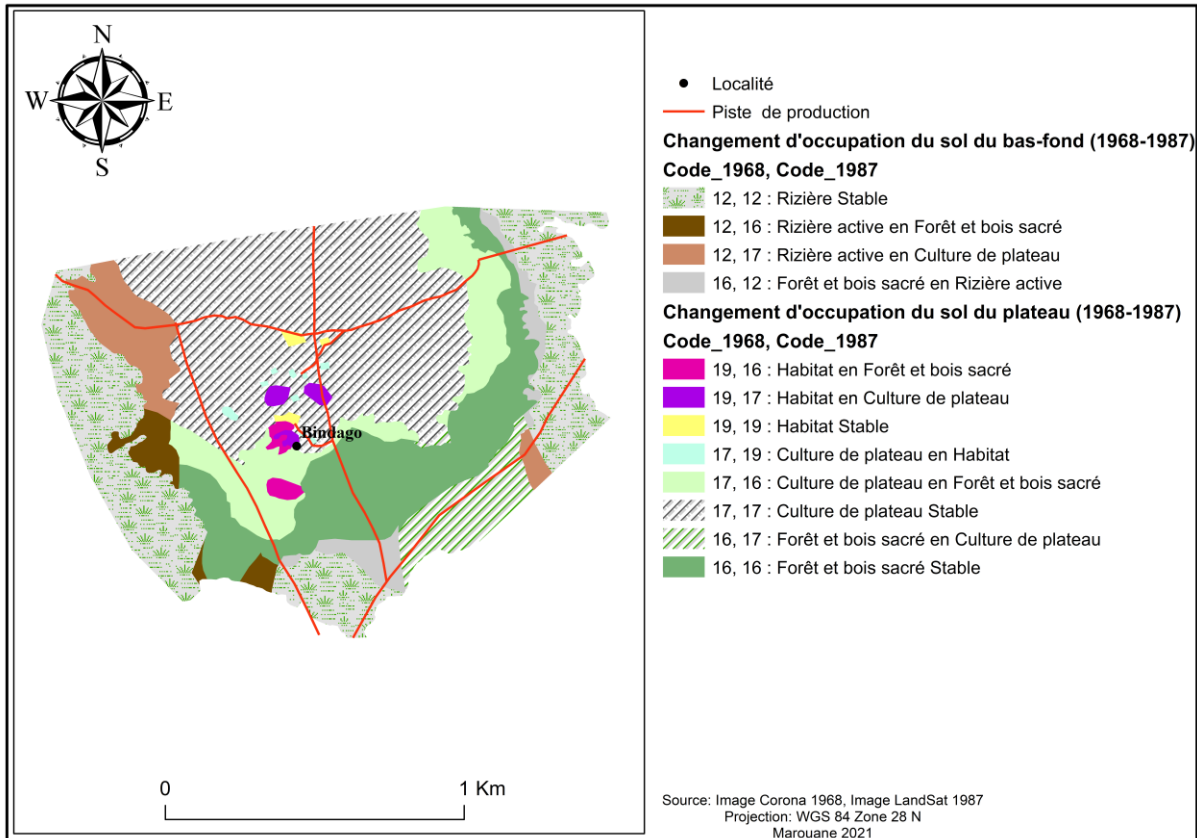 N
W E
S
Bindago
0 1 Km
Localité
Piste de production
Changement d'occupation du sol du bas-fond (1968-1987)
Code_1968, Code_1987
12, 12 : Rizière Stable
12, 16 : Rizière active en Forêt et bois sacré
12, 17 : Rizière active en Culture de plateau
16, 12 : Forêt et bois sacré en Rizière active
Changement d'occupation du sol du plateau (1968-1987)
Code_1968, Code_1987
19, 16 : Habitat en Forêt et bois sacré
19, 17 : Habitat en Culture de plateau
19, 19 : Habitat Stable
17, 19 : Culture de plateau en Habitat
17, 16 : Culture de plateau en Forêt et bois sacré
17, 17 : Culture de plateau Stable
16, 17 : Forêt et bois sacré en Culture de plateau
16, 16 : Forêt et bois sacré Stable
Source: Image Corona 1968, Image LandSat 1987
Projection: WGS 84 Zone 28 N
Marouane 2021